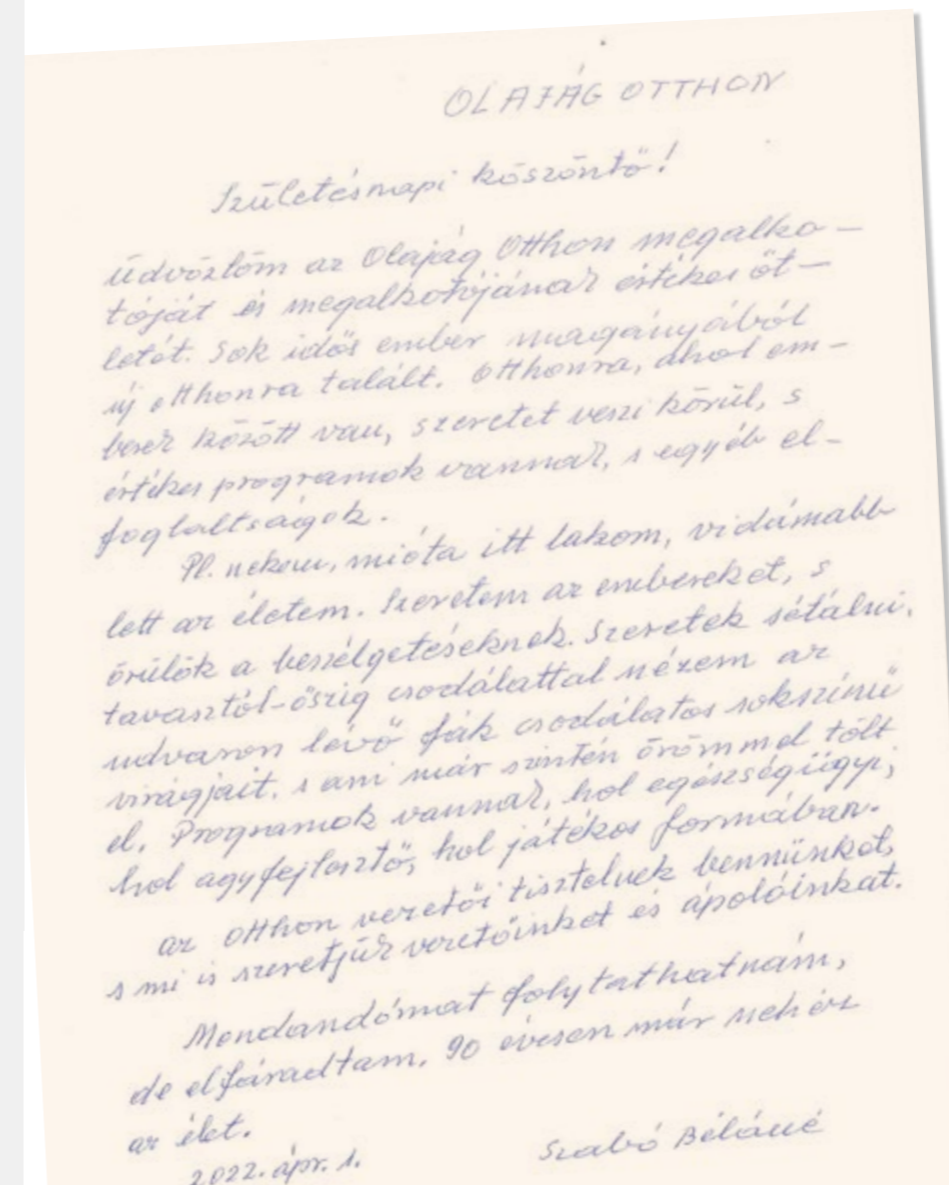 OLAJÁG OTTHON
Születésnapi köszöntő!
Üdvözlöm az Olajág Otthon megalko-
tóját és megalkotójának értékes öt-
letét. Sok idős ember magányából
új otthonra talált. Otthonra, ahol em-
berek között van, szeretet veszi körül, s
értékes programok vannak, s egyéb el-
foglaltságok.
Pl. nekem, mióta itt lakom, vidámabb
lett az életem. Szeretem az embereket, s
örülök a beszélgetéseknek. Szeretek sétálni,
tavasztól-őszig csodálattal nézem az
udvaron lévő fák csodálatos sokszínű
virágjait. s ami már szintén örömmel tölt
el. Programok vannak, hol egészségügyi,
hol agyfejlesztő, hol játékos formában.
az otthon vezetői tisztelnek bennünket,
s mi is szeretjük vezetőinket és ápolóinkat.
Mondandómat folytathatnám,
de elfáradtam. 90 évesen már nehéz
az élet.
2022. ápr. 1.
Szabó Béláné